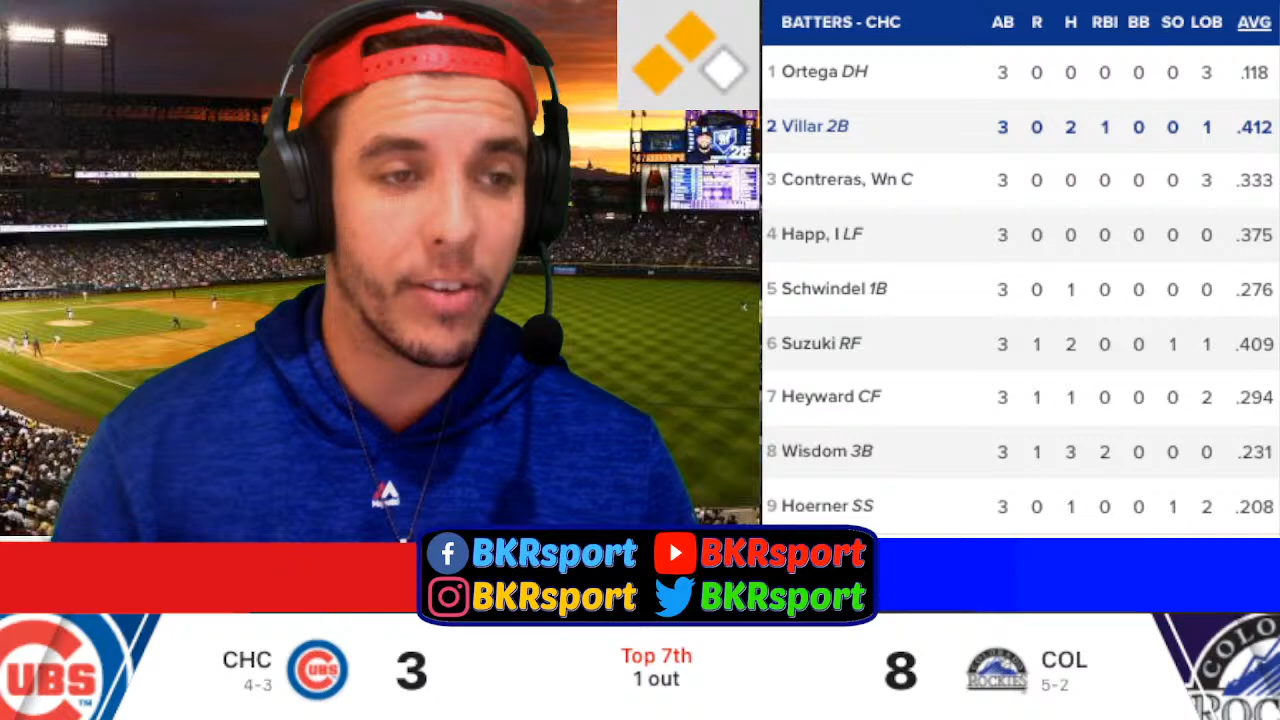 BATTERS - CHC AB R H RBI BB SO LOB AVG
1 Ortega DH 3 0 0 0 0 0 3 .118
2 Villar 2B 3 0 2 1 0 0 1 .412
3 Contreras, Wn C 3 0 0 0 0 0 3 .333
4 Happ, I LF 3 0 0 0 0 0 0 .375
5 Schwindel 1B 3 0 1 0 0 0 0 .276
6 Suzuki RF 3 1 2 0 0 1 1 .409
7 Heyward CF 3 1 1 0 0 0 2 .294
8 Wisdom 3B 3 1 3 2 0 0 0 .231
9 Hoerner SS 3 0 1 0 0 1 2 .208
BKRsport BKRsport
BKRsport BKRsport
UBS
TM
CHC
4-3
UBS
3
Top 7th
1 out
8
ROCKIES
COL
5-2
COLO
ROC